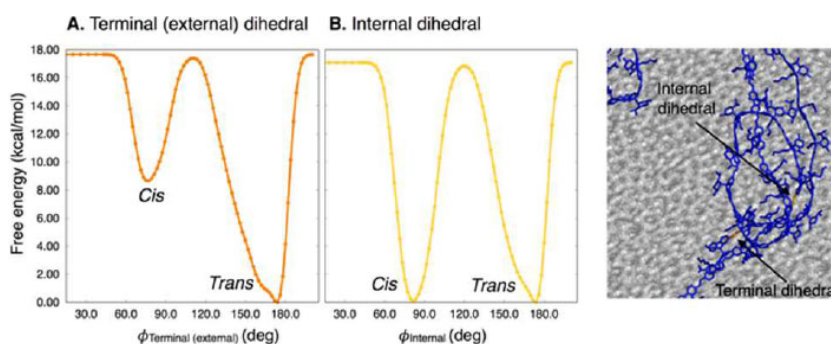 A. Terminal (external) dihedral
B. Internal dihedral
Free energy (kcal/mol)
18.00
16.00
14.00
12.00
10.00
8.00
6.00
4.00
2.00
0.00
Cis
Trans
30.0 60.0 90.0 120.0 150.0 180.0
ϕTerminal (external) (deg)
Cis
Trans
30.0 60.0 90.0 120.0 150.0 180.0
ϕInternal (deg)
Internal
dihedral
Terminal dihedra